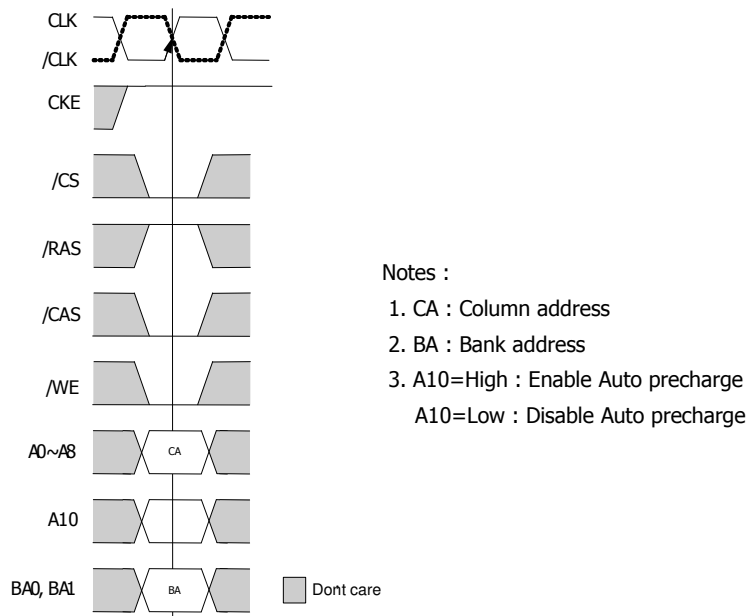 CLK
/CLK
CKE
/CS
/RAS
/CAS
/WE
A0~A8
CA
A10
BA0, BA1
BA
Dont care
Notes :
1. CA : Column address
2. BA : Bank address
3. A10=High : Enable Auto precharge
A10=Low : Disable Auto precharge